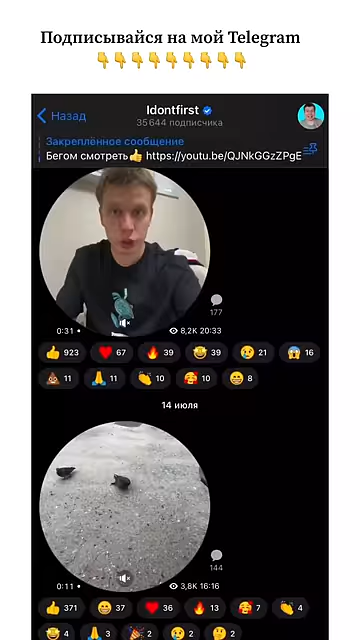 Подписывайся на мой Telegram
👇👇👇👇👇👇👇👇👇
Назад
Idontfirst
35 644 подписчика
Закреплённое сообщение
Бегом смотреть👍 https://youtu.be/QJNkGGzZPgE
177
0:31
8,2K 20:33
👍 923 ❤️ 67 🔥 39 🤩 39 😢 21 😱 16
💩 11 🙏 11 👏 10 🥰 10 😁 8
14 июля
144
0:11
3,8K 16:16
👍 371 😁 37 ❤️ 36 🔥 13 🥰 7 👏 4
🤩 4 🙏 3 🎉 2 😢 2 🤔 2